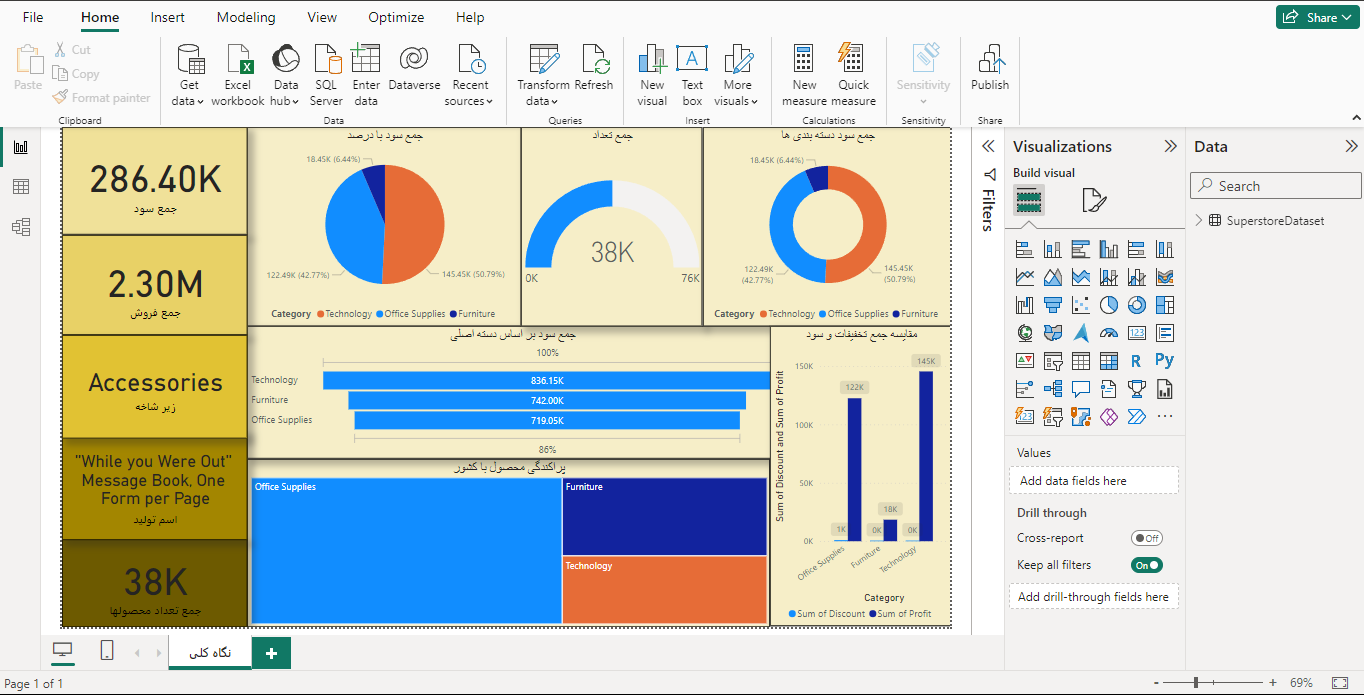 File Home Insert Modeling View Optimize Help
Share
Paste
Cut
Copy
Format painter
Clipboard
Get data
Excel workbook
Data hub
SQL Server
Enter data
Dataverse
Recent sources
Data
Transform data
Refresh
Queries
New visual
Text box
More visuals
Insert
New measure
Quick measure
Calculations
Sensitivity
Sensitivity
Publish
Share
286.40K
جمع سود
2.30M
جمع فروش
Accessories
زیر شاخه
"While you Were Out"
Message Book, One
Form per Page
اسم تولید
38K
جمع تعداد محصولها
جمع سود با درصد
18.45K (6.44%)
122.49K (42.77%)
145.45K (50.79%)
Category Technology Office Supplies Furniture
جمع تعداد
38K
0K
76K
جمع سود دسته بندی ها
18.45K (6.44%)
122.49K
(42.77%)
145.45K
(50.79%)
Category Technology Office Supplies Furniture
جمع سود بر اساس دسته اصلی
100%
Technology 836.15K
Furniture 742.00K
Office Supplies 719.05K
86%
پراکندگی محصول با کشور
Office Supplies
Furniture
Technology
مقایسه جمع تخفیفات و سود
Sum of Discount and Sum of Profit
150K
100K
50K
0K
1K
122K
0K
18K
0K
145K
Office Supplies
Furniture
Technology
Category
Sum of Discount Sum of Profit
Filters
Visualizations
Build visual
123
R
Py
123
Values
Add data fields here
Drill through
Cross-report Off
Keep all filters On
Add drill-through fields here
Data
Search
SuperstoreDataset
نگاه کلی
Page 1 of 1
- + 69%